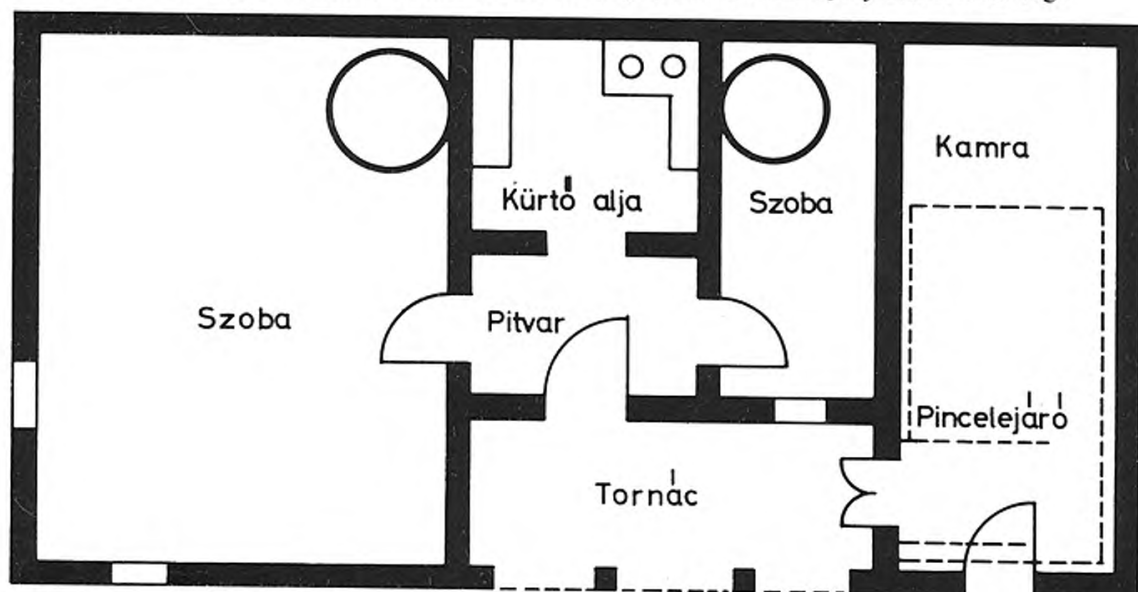 Kamra
Kürtő alja
Szoba
Szoba
Pitvar
Pincelejáró
Tornác